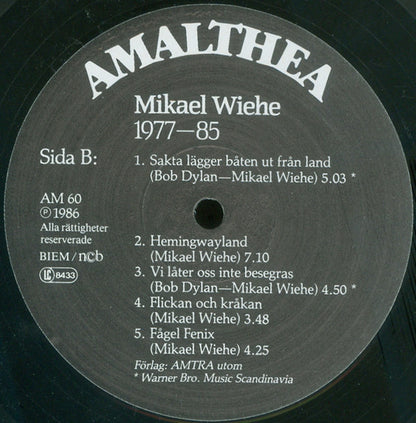 AMALTHEA
Mikael Wiehe
1977—85
Sida B:
1. Sakta lägger båten ut från land
(Bob Dylan—Mikael Wiehe) 5.03 *
AM 60
℗ 1986
Alla rättigheter
reserverade
BIEM / n©b
LC 8433
2. Hemingwayland
(Mikael Wiehe) 7.10
3. Vi låter oss inte besegras
(Bob Dylan—Mikael Wiehe) 4.50 *
4. Flickan och kråkan
(Mikael Wiehe) 3.48
5. Fågel Fenix
(Mikael Wiehe) 4.25
Förlag: AMTRA utom
* Warner Bro. Music Scandinavia